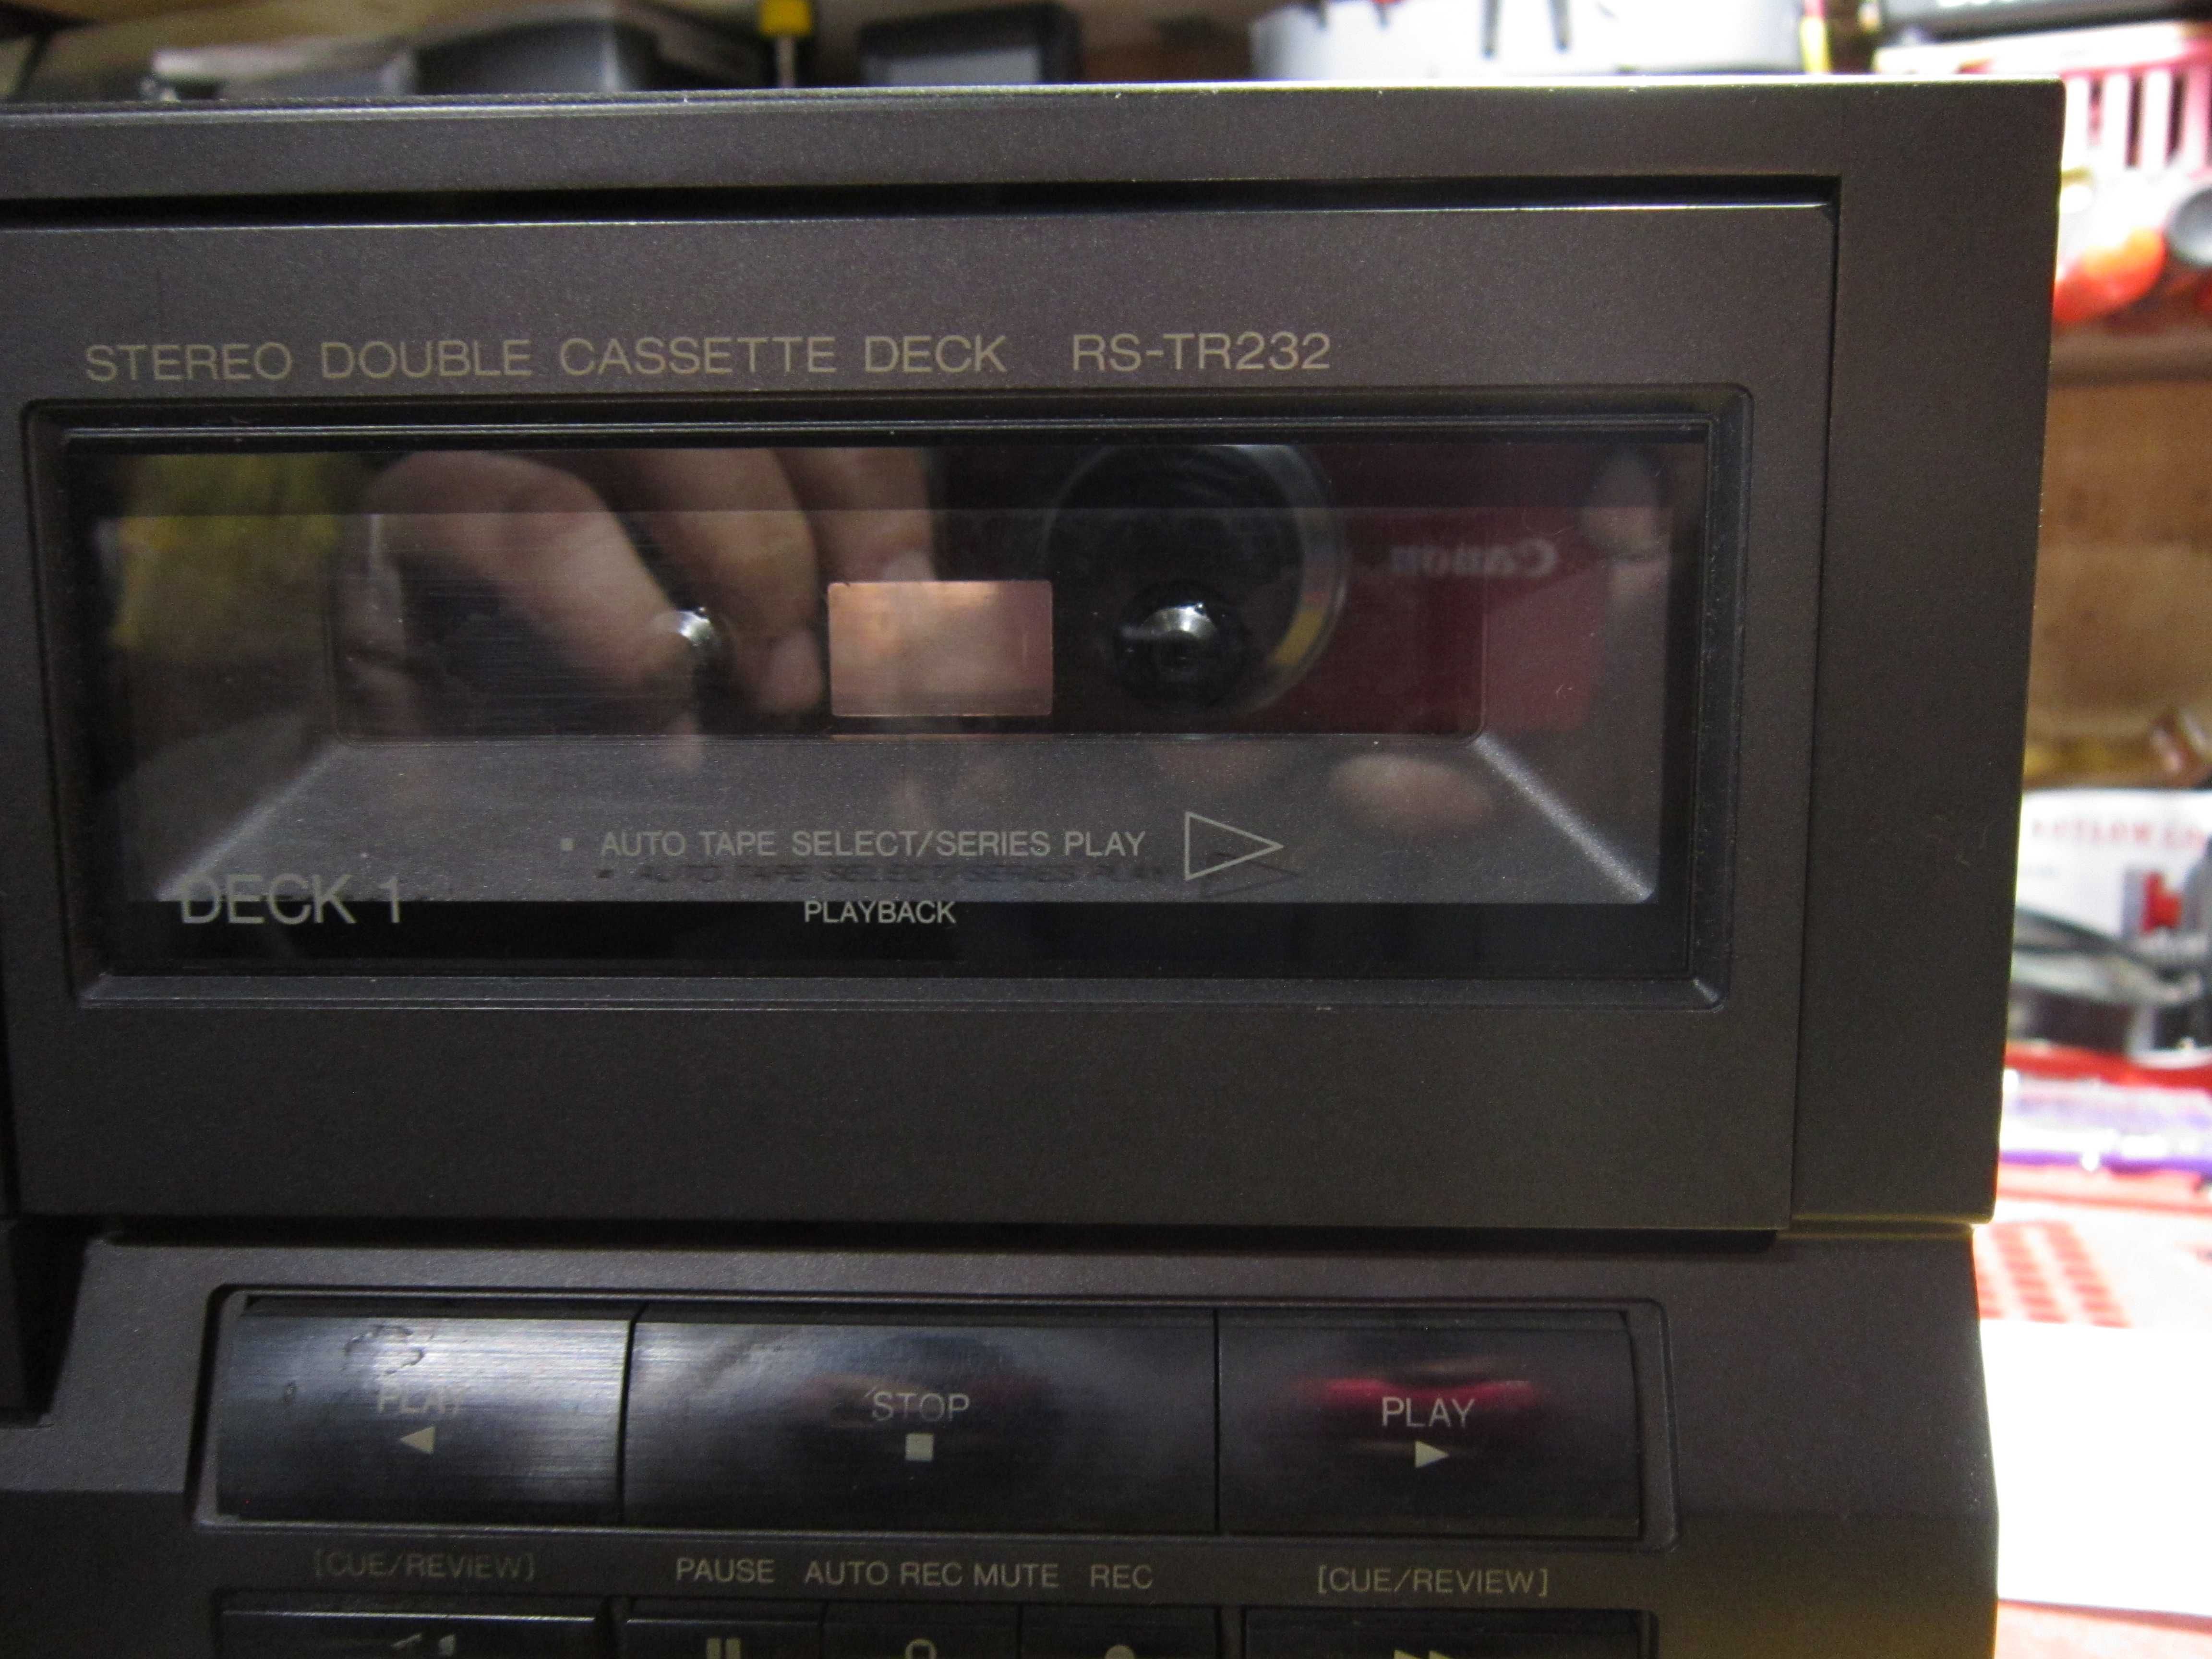 STEREO DOUBLE CASSETTE DECK RS-TR232
Canon
AUTO TAPE SELECT/SERIES PLAY
DECK 1
PLAYBACK
PLAY
STOP
PLAY
[CUE/REVIEW]
PAUSE AUTO REC MUTE REC
[CUE/REVIEW]